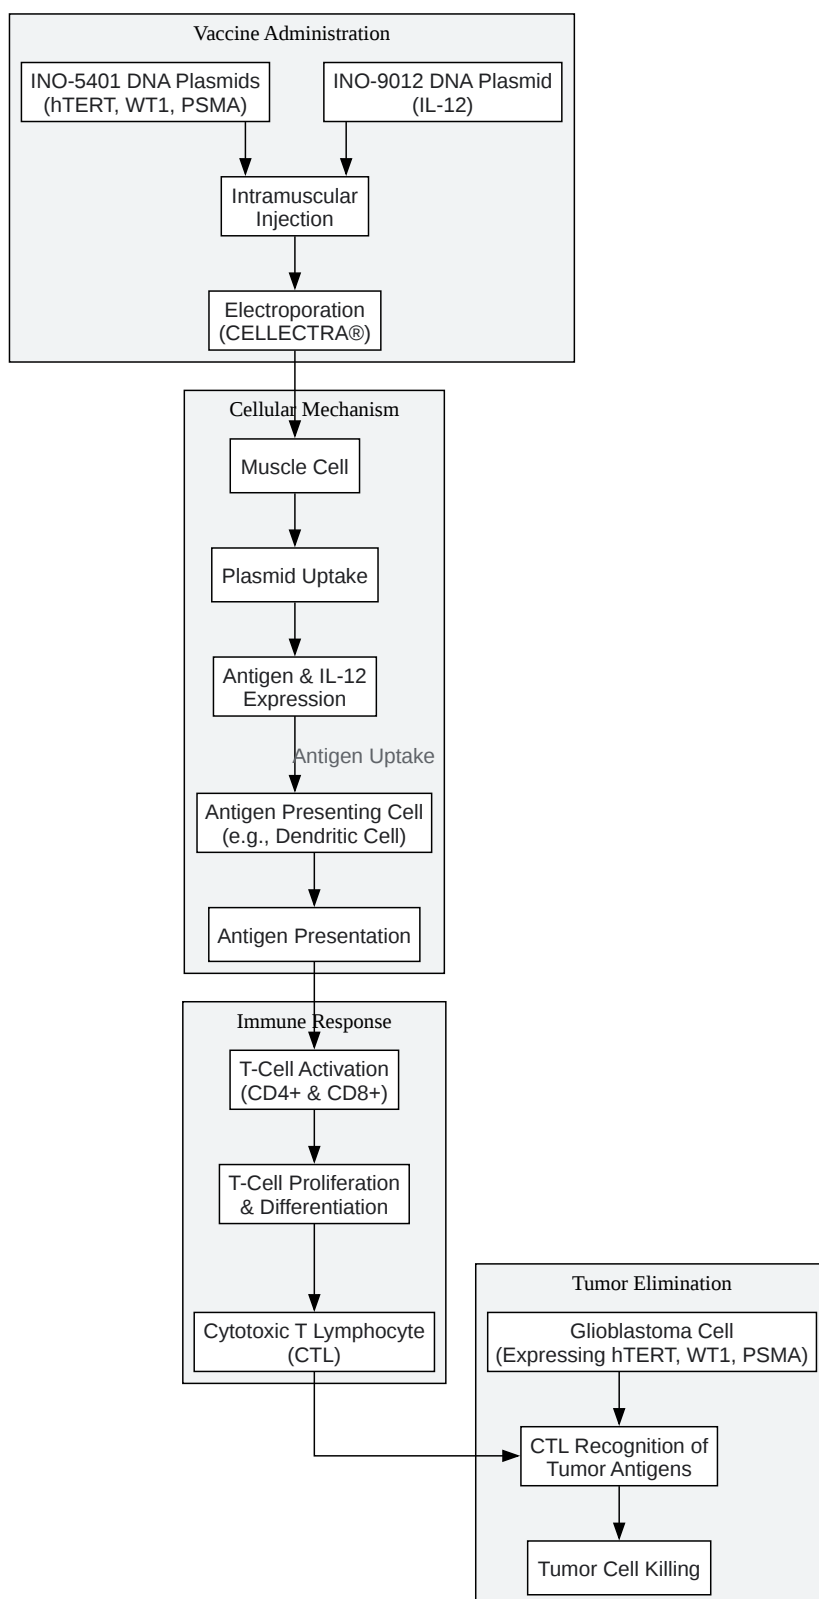 Vaccine Administration
INO-5401 DNA Plasmids
(hTERT, WT1, PSMA)
INO-9012 DNA Plasmid
(IL-12)
Intramuscular
Injection
Electroporation
(CELLECTRA®)
Cellular Mechanism
Muscle Cell
Plasmid Uptake
Antigen & IL-12
Expression
Antigen Uptake
Antigen Presenting Cell
(e.g., Dendritic Cell)
Antigen Presentation
Immune Response
T-Cell Activation
(CD4+ & CD8+)
T-Cell Proliferation
& Differentiation
Cytotoxic T Lymphocyte
(CTL)
Tumor Elimination
Glioblastoma Cell
(Expressing hTERT, WT1, PSMA)
CTL Recognition of
Tumor Antigens
Tumor Cell Killing